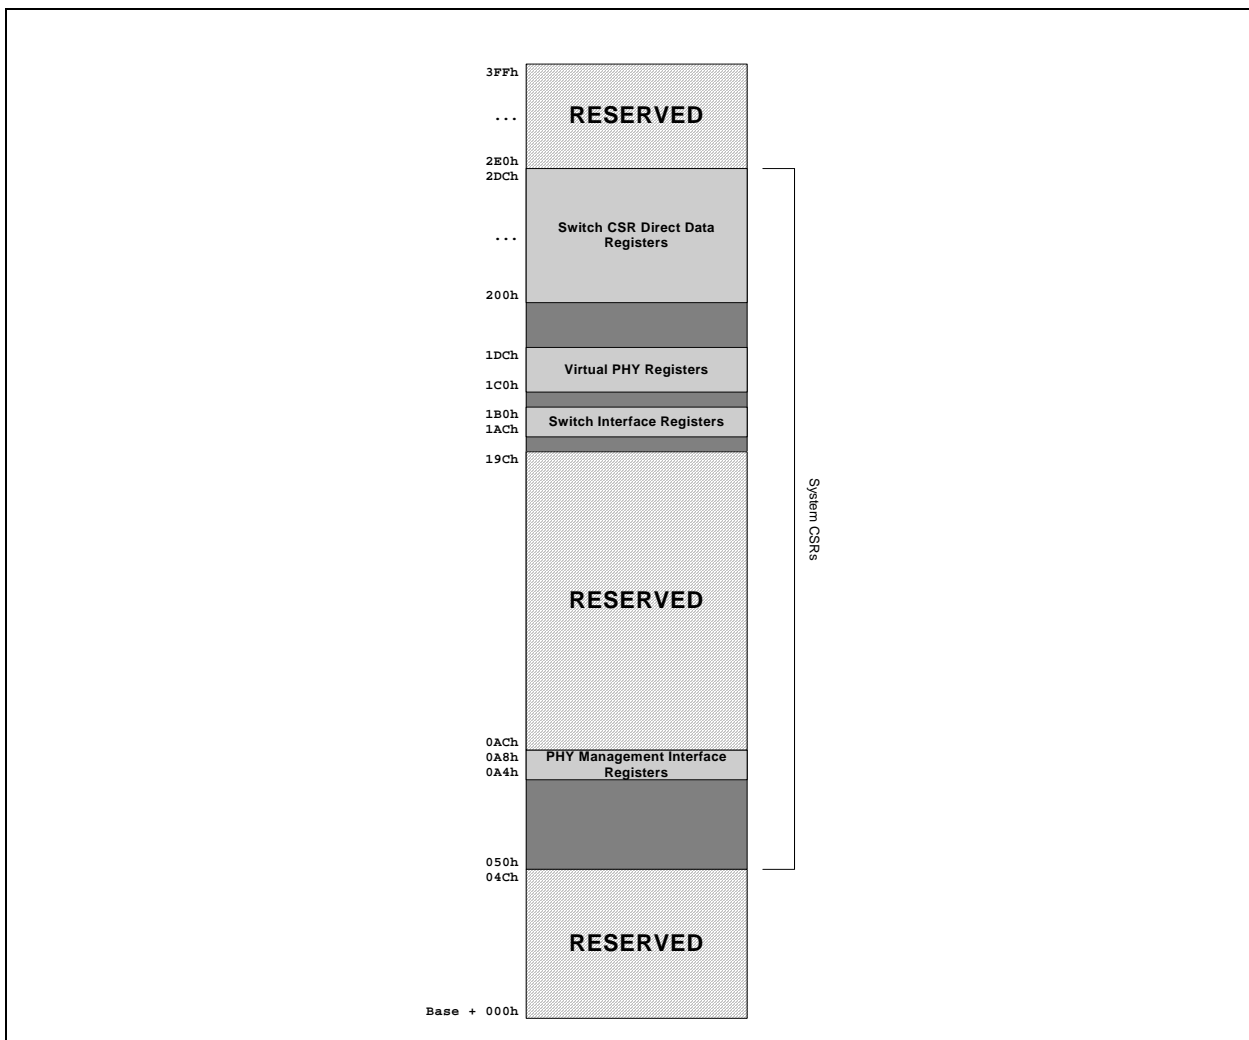 3FFh
RESERVED
...
2E0h
2DCh
Switch CSR Direct Data
Registers
...
200h
1DCh
Virtual PHY Registers
1C0h
1B0h
Switch Interface Registers
1ACh
19Ch
System CSRs
RESERVED
0ACh
0A8h
PHY Management Interface
Registers
0A4h
050h
04Ch
RESERVED
Base + 000h